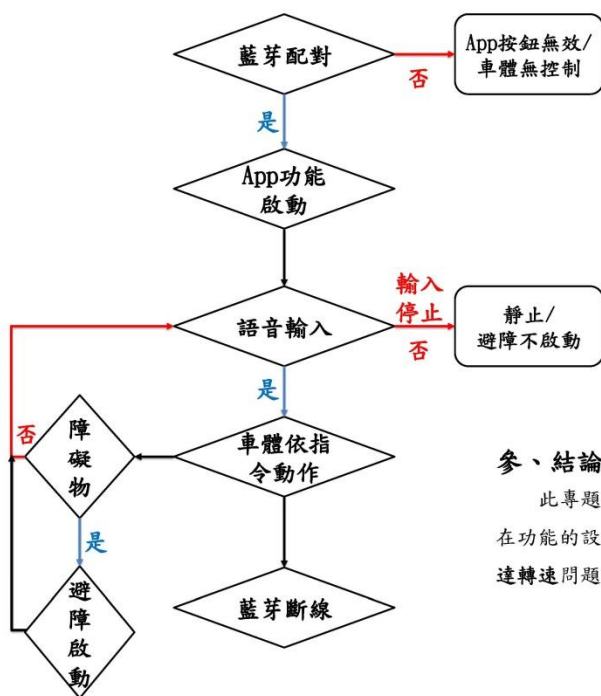 藍芽配對
否
App按鈕無效/
車體無控制
是
App功能
啟動
輸入
停止
語音輸入
否
靜止/
避障不啟動
是
否
障
礙
物
車體依指
令動作
是
避
障
啟
動
藍芽斷線
參、結論
此專題
在功能的設
達轉速問題